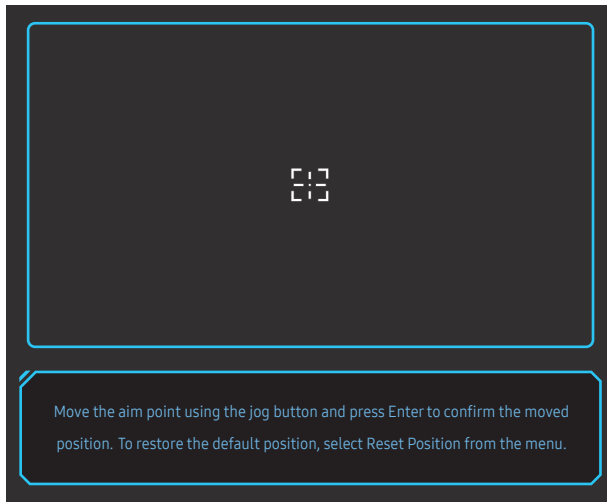 Move the aim point using the jog button and press Enter to confirm the moved
position. To restore the default position, select Reset Position from the menu.